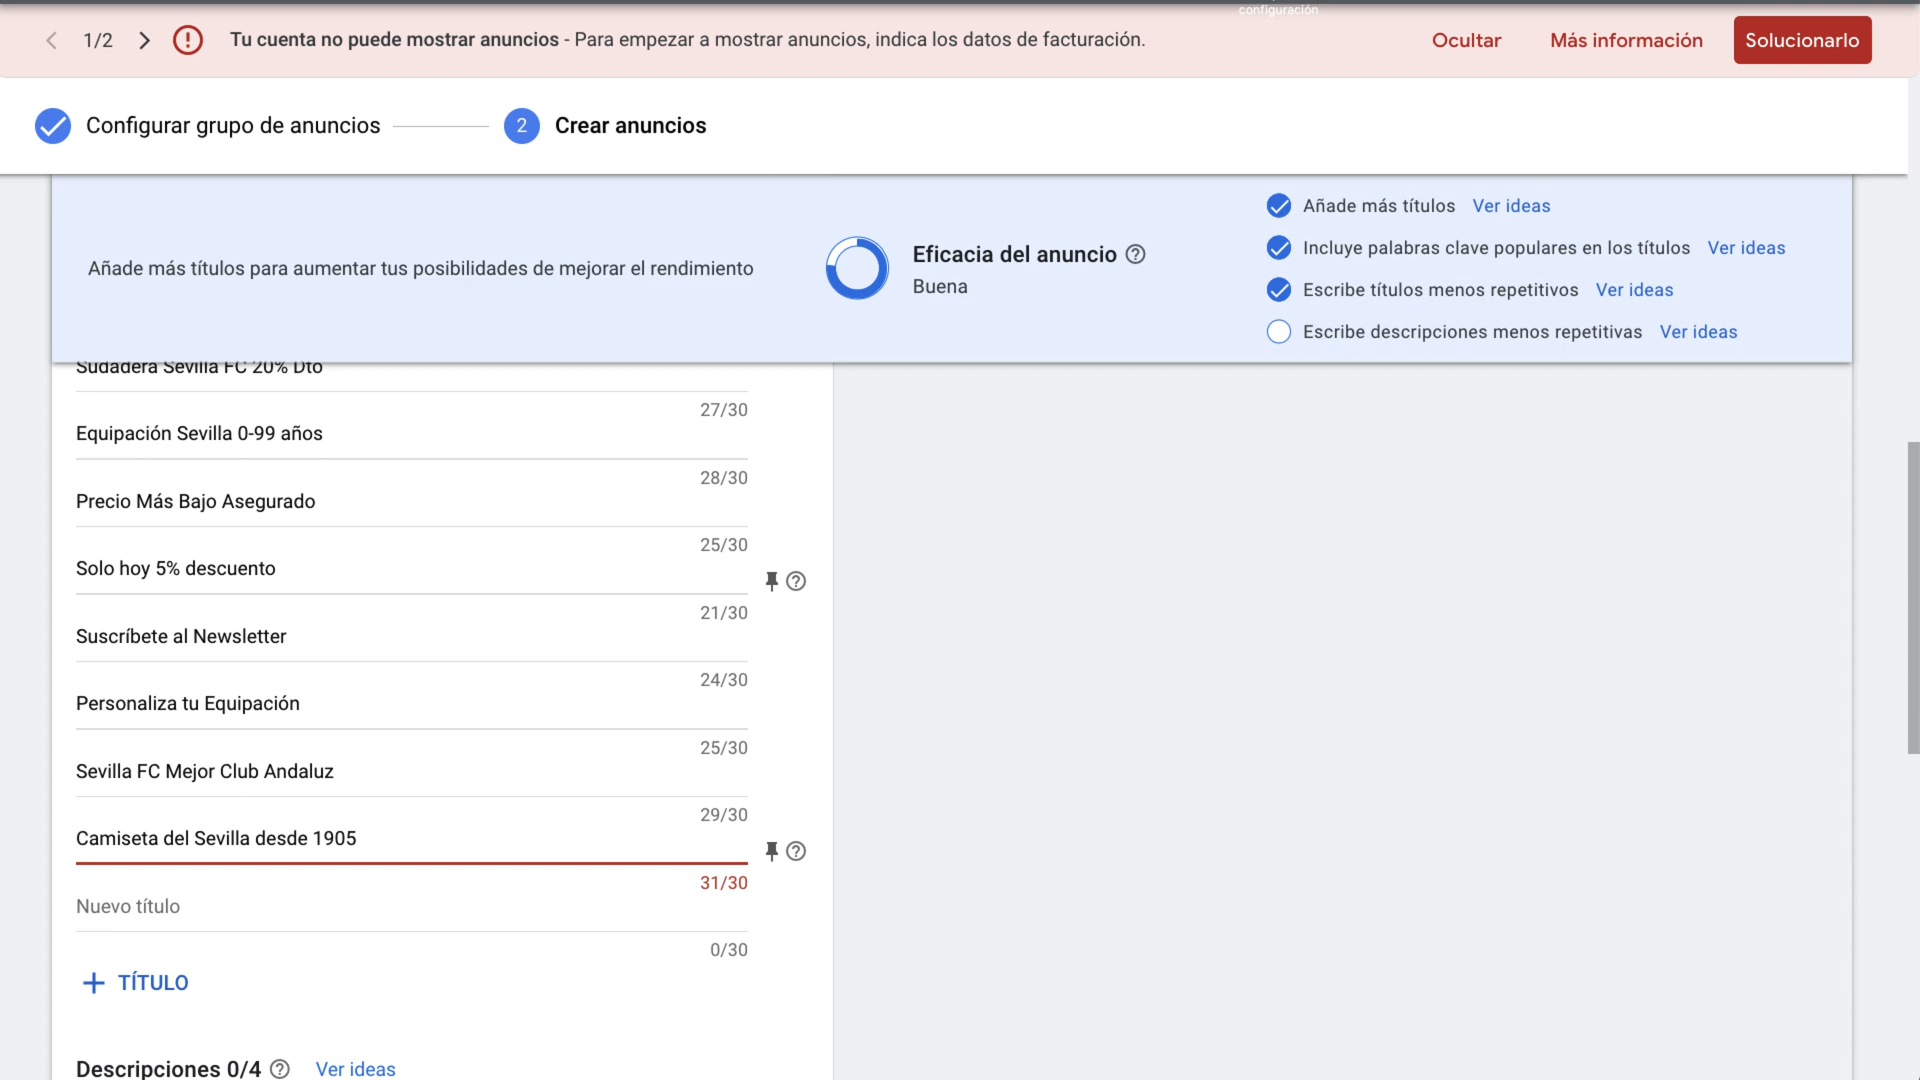 configuración
1/2
Tu cuenta no puede mostrar anuncios - Para empezar a mostrar anuncios, indica los datos de facturación.
Ocultar
Más información
Solucionarlo
Configurar grupo de anuncios
2
Crear anuncios
Añade más títulos para aumentar tus posibilidades de mejorar el rendimiento
Eficacia del anuncio
Buena
Añade más títulos Ver ideas
Incluye palabras clave populares en los títulos Ver ideas
Escribe títulos menos repetitivos Ver ideas
Escribe descripciones menos repetitivas Ver ideas
Sudadera Sevilla FC 20% Dto
27/30
Equipación Sevilla 0-99 años
28/30
Precio Más Bajo Asegurado
25/30
Solo hoy 5% descuento
21/30
Suscríbete al Newsletter
24/30
Personaliza tu Equipación
25/30
Sevilla FC Mejor Club Andaluz
29/30
Camiseta del Sevilla desde 1905
31/30
Nuevo título
0/30
+ TÍTULO
Descripciones 0/4 Ver ideas